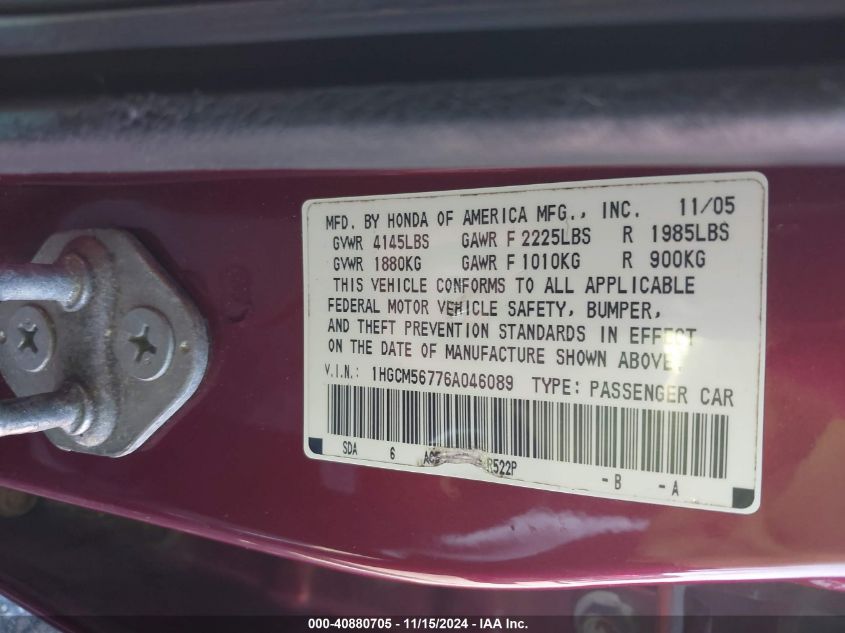 MFD. BY HONDA OF AMERICA MFG., INC. 11/05
GVWR 4145LBS GAWR F 2225LBS R 1985LBS
GVWR 1880KG GAWR F 1010KG R 900KG
THIS VEHICLE CONFORMS TO ALL APPLICABLE
FEDERAL MOTOR VEHICLE SAFETY, BUMPER,
AND THEFT PREVENTION STANDARDS IN EFFECT
ON THE DATE OF MANUFACTURE SHOWN ABOVE.
V.I.N.: 1HGCM56776A046089 TYPE: PASSENGER CAR
SDA 6 R522P -B -A
000-40880705 - 11/15/2024 - IAA Inc.